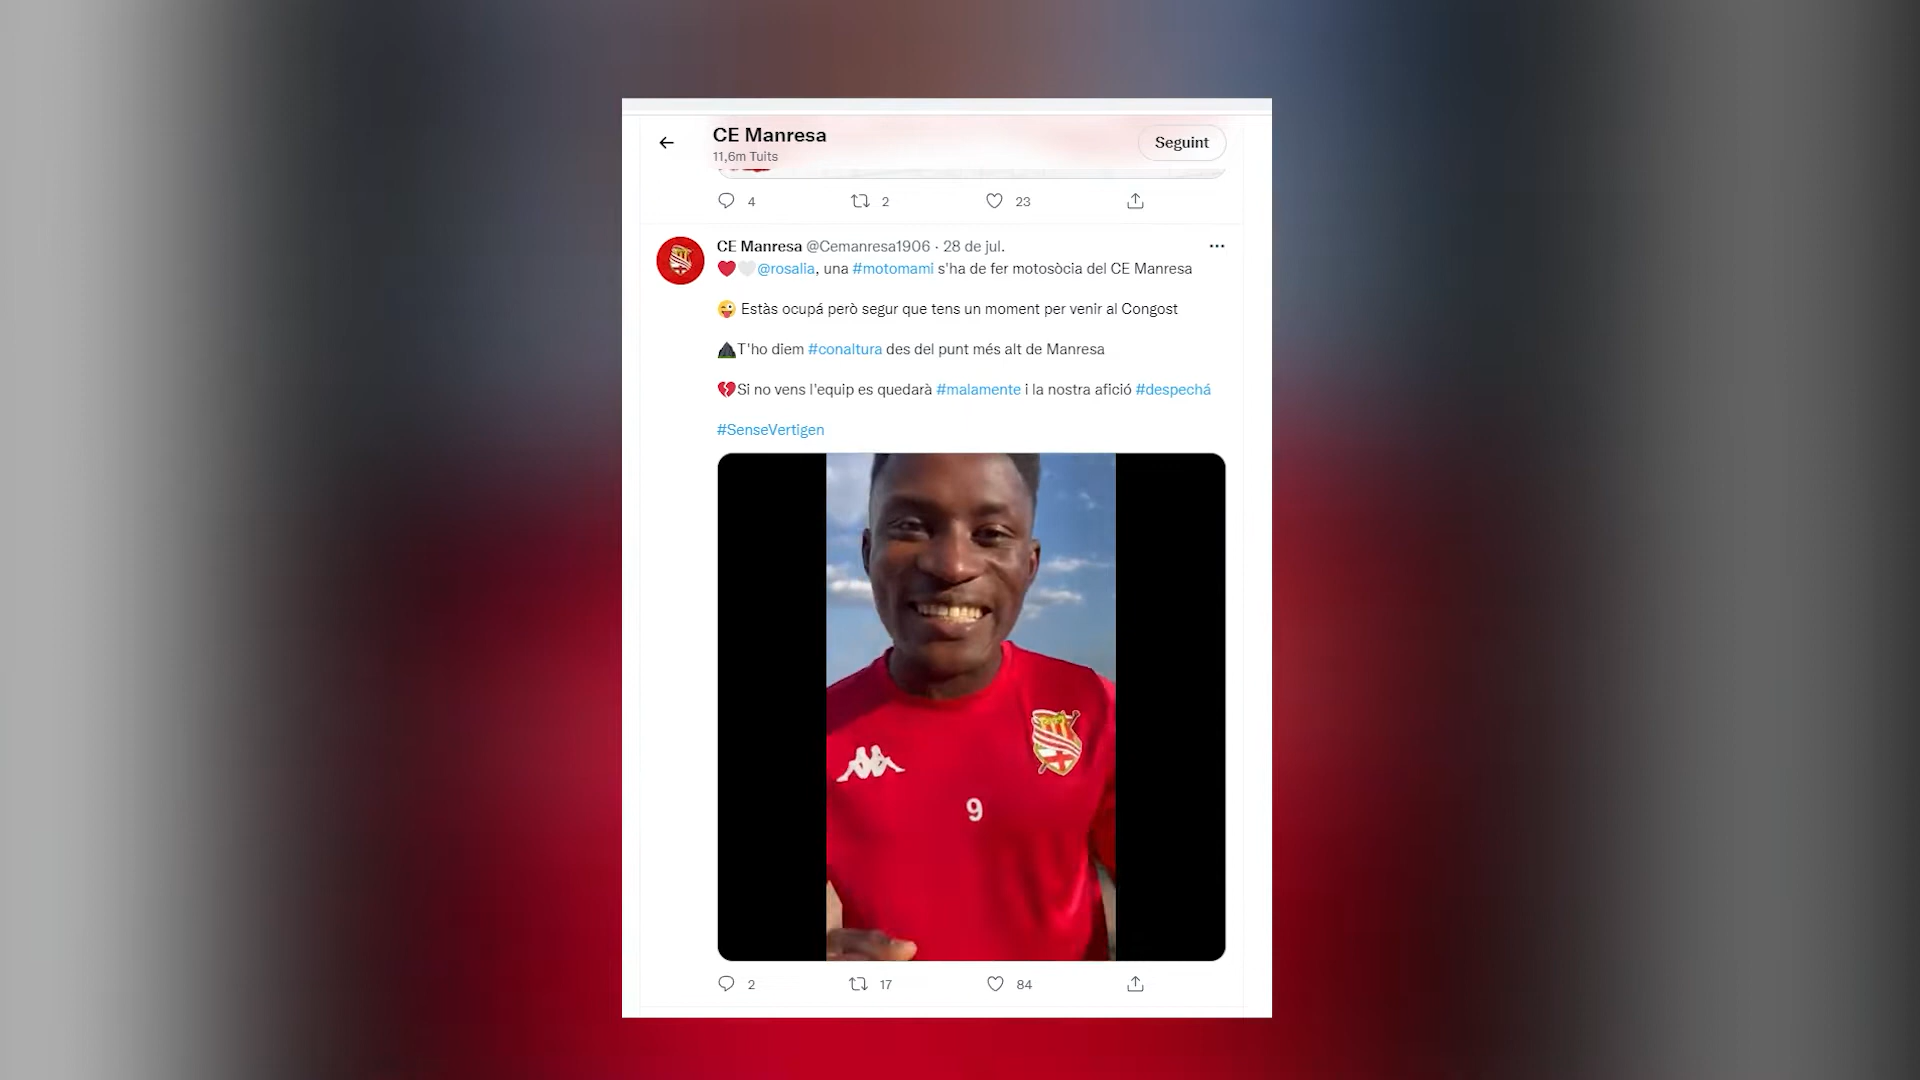 CE Manresa
11,6m Tuits
Seguint
4 2 23
CE Manresa @Cemanresa1906 · 28 de jul.
❤️🤍@rosalia, una #motomami s'ha de fer motosòcia del CE Manresa
😜 Estàs ocupá però segur que tens un moment per venir al Congost
⛰️T'ho diem #conaltura des del punt més alt de Manresa
💔Si no vens l'equip es quedarà #malamente i la nostra afició #despechá
#SenseVertigen
9
2 17 84